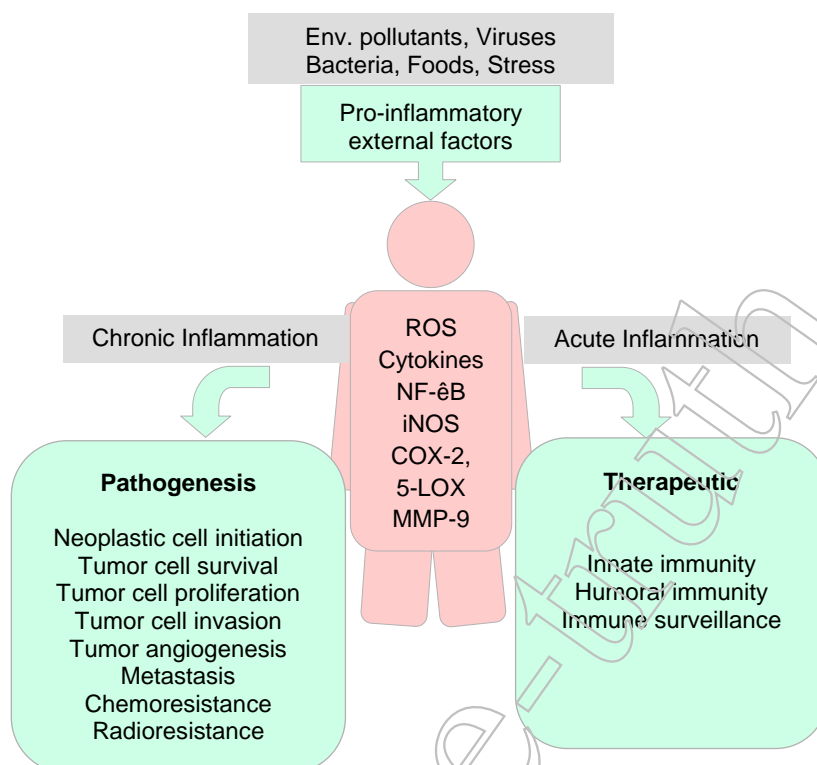 Env. pollutants, Viruses
Bacteria, Foods, Stress
Pro-inflammatory
external factors
Chronic Inflammation
ROS
Cytokines
NF-êB
iNOS
COX-2,
5-LOX
MMP-9
Acute Inflammation
Pathogenesis
Neoplastic cell initiation
Tumor cell survival
Tumor cell proliferation
Tumor cell invasion
Tumor angiogenesis
Metastasis
Chemoresistance
Radioresistance
Therapeutic
Innate immunity
Humoral immunity
Immune surveillance
e-truth